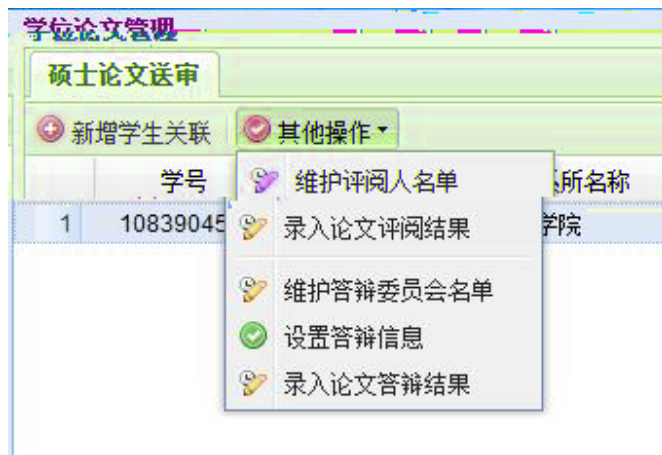 学位论文管理
硕士论文送审
新增学生关联 其他操作
学号 所名称
维护评阅人名单
1 10839045 学院
录入论文评阅结果
维护答辩委员会名单
设置答辩信息
录入论文答辩结果